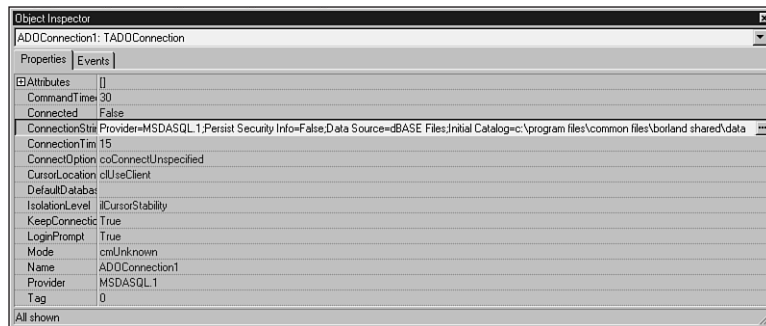 Object Inspector
ADOConnection1: TADOConnection
Properties Events
Attributes []
CommandTime 30
Connected False
ConnectionStrin Provider=MSDASQL.1;Persist Security Info=False;Data Source=dBASE Files;Initial Catalog=c:\program files\common files\borland shared\data ...
ConnectionTim 15
ConnectOption coConnectUnspecified
CursorLocation clUseClient
DefaultDatabas
IsolationLevel ilCursorStability
KeepConnectic True
LoginPrompt True
Mode cmUnknown
Name ADOConnection1
Provider MSDASQL.1
Tag 0
All shown